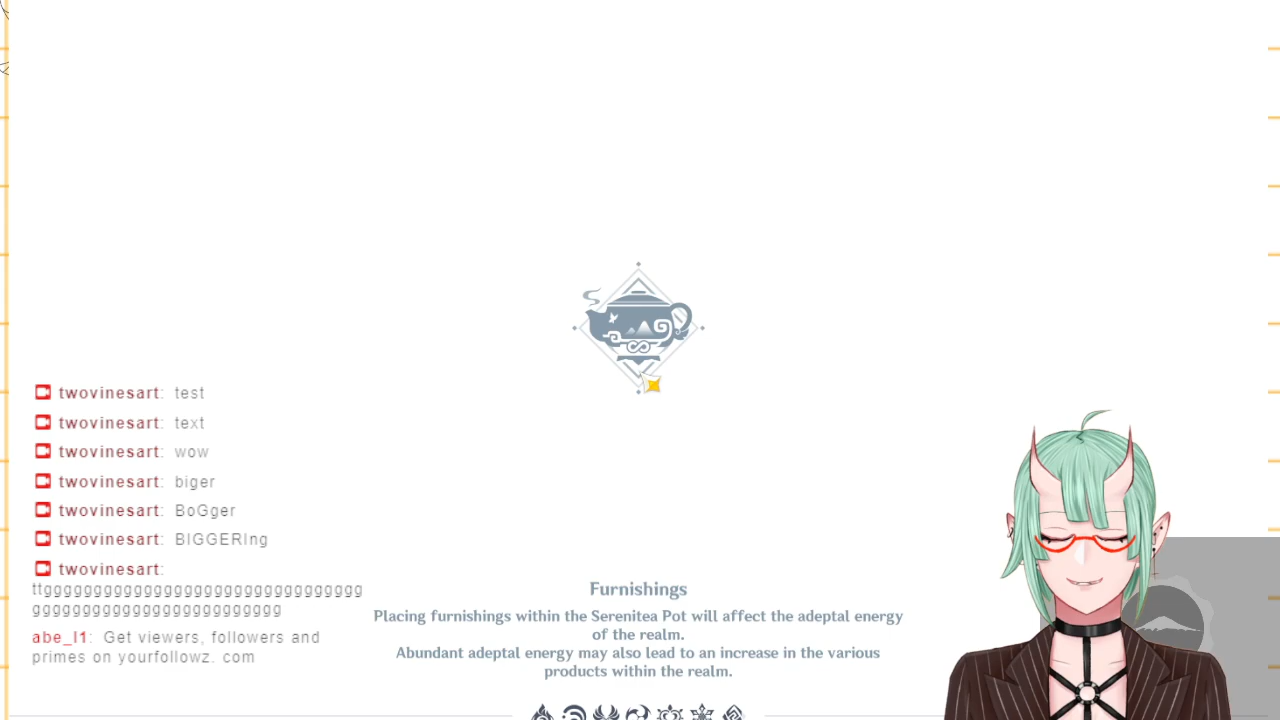 twovinesart: test
twovinesart: text
twovinesart: wow
twovinesart: biger
twovinesart: BoGger
twovinesart: BIGGERIng
twovinesart:
ttgggggggggggggggggggggggggggggggg
ggggggggggggggggggggggggg
abe_l1: Get viewers, followers and
primes on yourfollowz. com
Furnishings
Placing furnishings within the Serenitea Pot will affect the adeptal energy
of the realm.
Abundant adeptal energy may also lead to an increase in the various
products within the realm.